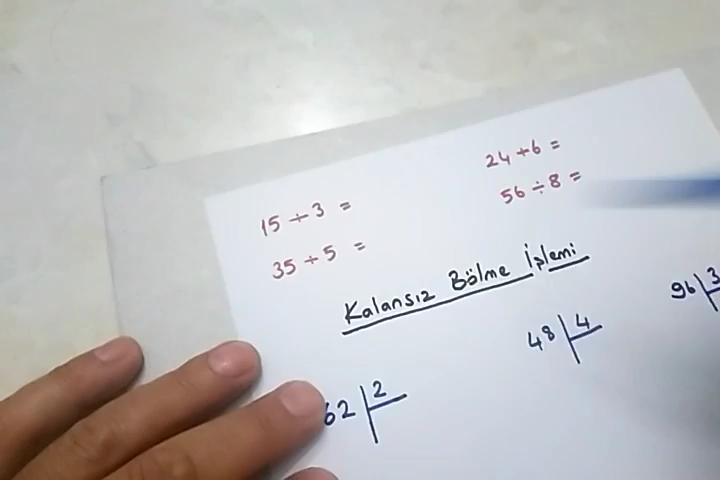 15 ÷ 3 =
35 ÷ 5 =
24 ÷ 6 =
56 ÷ 8 =
Kalansız Bölme İşlemi
62 2
48 4
96 3